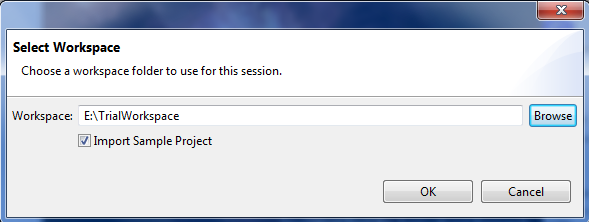 Select Workspace
Choose a workspace folder to use for this session.
Workspace: E:\TrialWorkspace Browse
Import Sample Project
OK Cancel